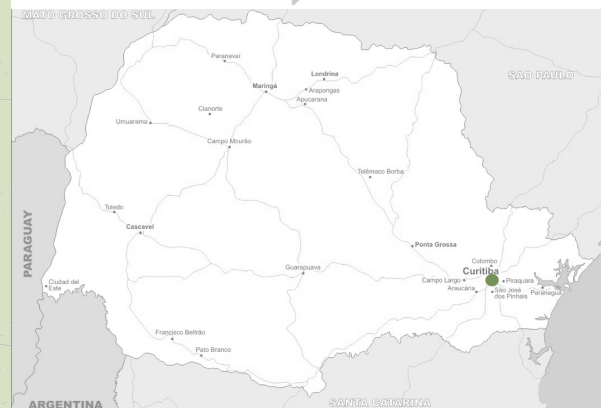 MATO GROSSO DO SUL
Paranavaí
SÃO PAULO
Londrina
Maringá
Arapongas
Apucarana
Cianorte
Umuarama
Campo Mourão
Telêmaco Borba
Toledo
PARAGUAY
Cascavel
Ponta Grossa
Colombo
Guarapuava
Curitiba
Campo Largo
Piraquara
Ciudad del
Este
Araucária
São José
dos Pinhais
Paranaguá
Francisco Beltrão
Pato Branco
ARGENTINA
SANTA CATARINA